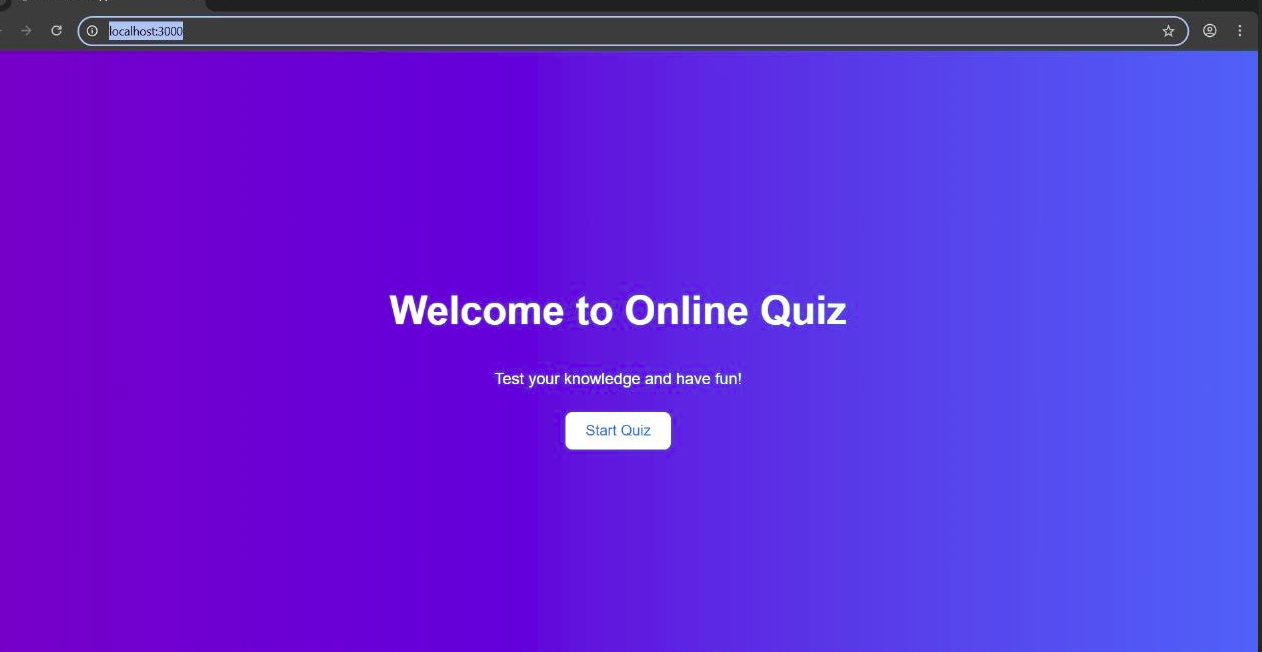 localhost:3000
Welcome to Online Quiz
Test your knowledge and have fun!
Start Quiz